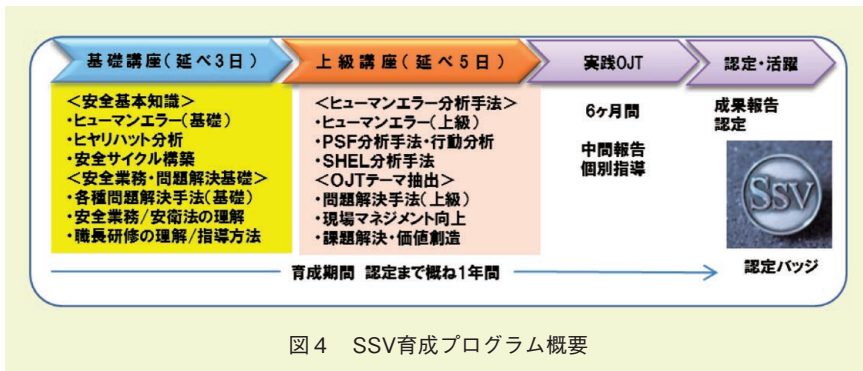 基礎講座(延べ3日)
上級講座(延べ5日)
実践OJT
認定・活躍
<安全基本知識>
・ヒューマンエラー(基礎)
・ヒヤリハット分析
・安全サイクル構築
<安全業務・問題解決基礎>
・各種問題解決手法(基礎)
・安全業務/安衛法の理解
・職長研修の理解/指導方法
<ヒューマンエラー分析手法>
・ヒューマンエラー(上級)
・PSF分析手法・行動分析
・SHEL分析手法
<OJTテーマ抽出>
・問題解決手法(上級)
・現場マネジメント向上
・課題解決・価値創造
6ヶ月間
中間報告
個別指導
成果報告
認定
SSV
認定バッジ
育成期間 認定まで概ね1年間
図4 SSV育成プログラム概要